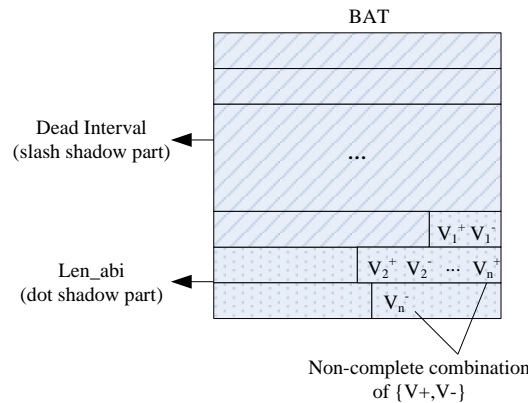 BAT
Dead Interval
(slash shadow part)
...
V₁⁺ V₁⁻
Len_abi
(dot shadow part)
V₂⁺ V₂⁻ ... Vₙ⁺
Vₙ⁻
Non-complete combination
of {V+,V-}